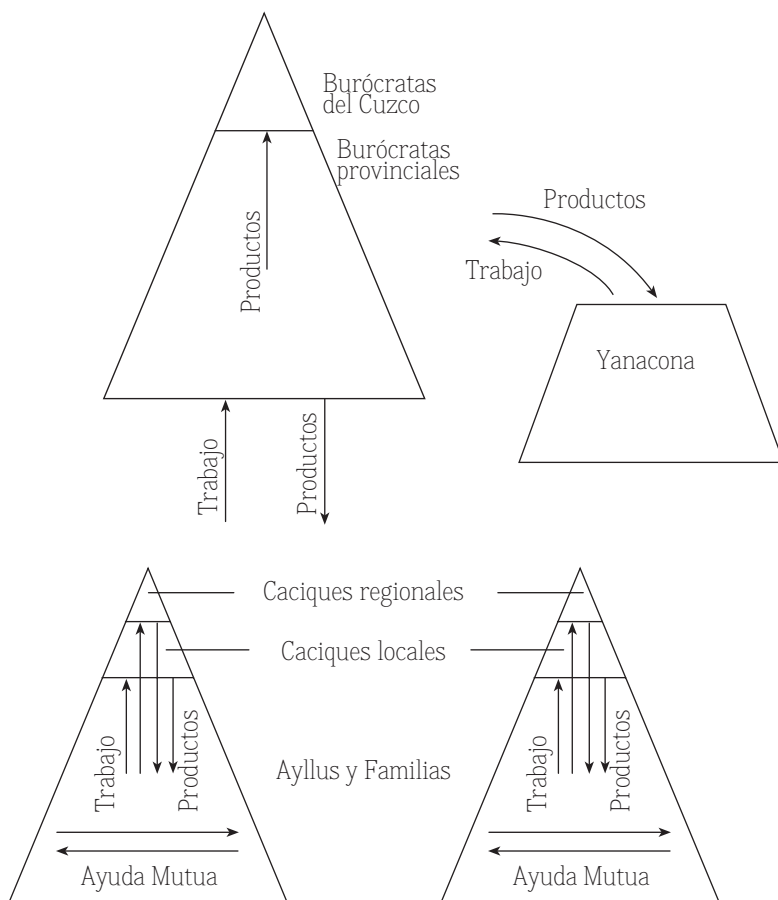 Burócratas
del Cuzco
Burócratas
provinciales
Productos
Productos
Trabajo
Yanacona
Trabajo
Productos
Caciques regionales
Caciques locales
Trabajo
Productos
Ayllus y Familias
Trabajo
Productos
Ayuda Mutua
Ayuda Mutua